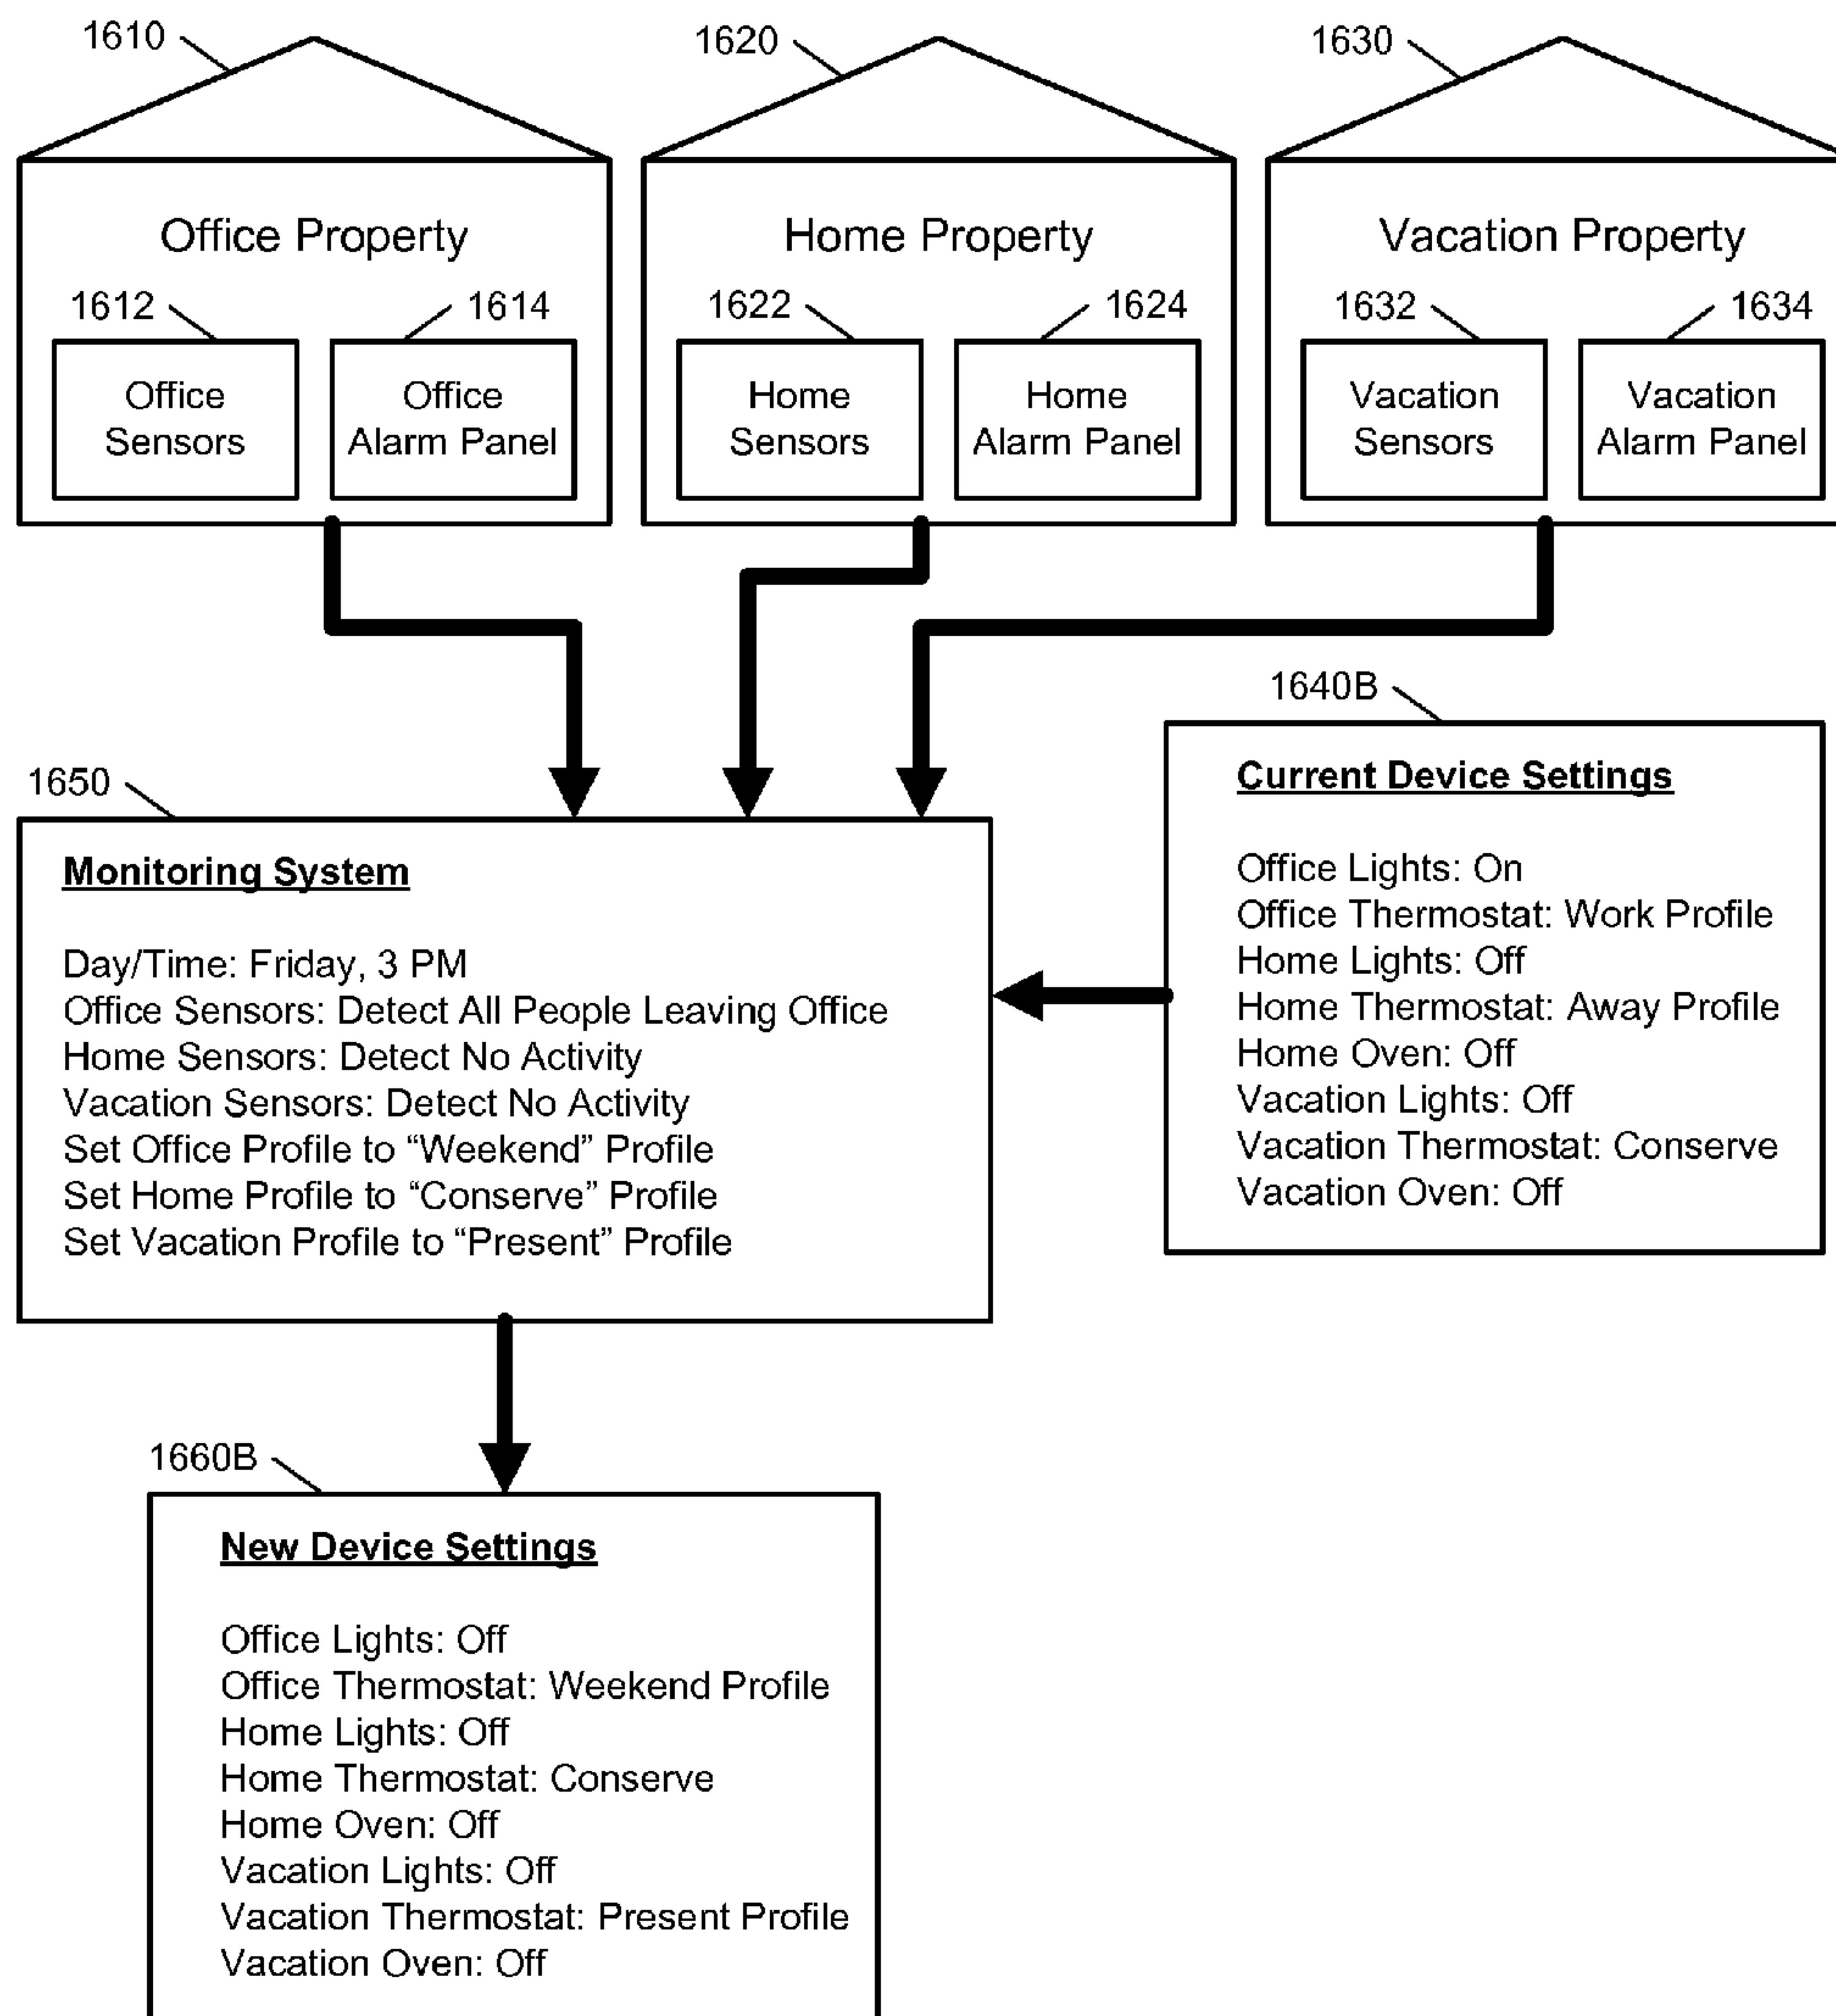 1610
1620
1630
Office Property
Home Property
Vacation Property
1612
1614
1622
1624
1632
1634
Office
Sensors
Office
Alarm Panel
Home
Sensors
Home
Alarm Panel
Vacation
Sensors
Vacation
Alarm Panel
1640B
Current Device Settings
Office Lights: On
Office Thermostat: Work Profile
Home Lights: Off
Home Thermostat: Away Profile
Home Oven: Off
Vacation Lights: Off
Vacation Thermostat: Conserve
Vacation Oven: Off
1650
Monitoring System
Day/Time: Friday, 3 PM
Office Sensors: Detect All People Leaving Office
Home Sensors: Detect No Activity
Vacation Sensors: Detect No Activity
Set Office Profile to “Weekend” Profile
Set Home Profile to “Conserve” Profile
Set Vacation Profile to “Present” Profile
1660B
New Device Settings
Office Lights: Off
Office Thermostat: Weekend Profile
Home Lights: Off
Home Thermostat: Conserve
Home Oven: Off
Vacation Lights: Off
Vacation Thermostat: Present Profile
Vacation Oven: Off